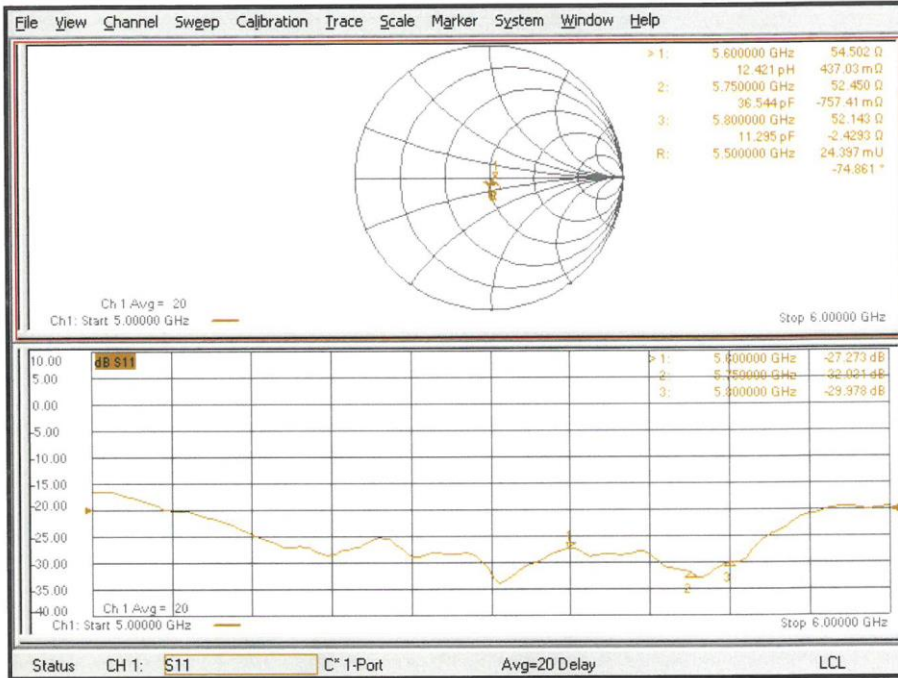 File View Channel Sweep Calibration Trace Scale Marker System Window Help
> 1: 5.600000 GHz 54.502 Ω
12.421 pH 437.03 mΩ
2: 5.750000 GHz 52.450 Ω
36.544 pF -757.41 mΩ
3: 5.800000 GHz 52.143 Ω
11.295 pF -2.4293 Ω
R: 5.500000 GHz 24.397 mU
-74.861 °
Ch 1 Avg = 20
Ch1: Start 5.00000 GHz Stop 6.00000 GHz
10.00 dB S11 > 1: 5.600000 GHz -27.273 dB
5.00 2: 5.750000 GHz -32.031 dB
0.00 3: 5.800000 GHz -29.978 dB
-5.00
-10.00
-15.00
-20.00
-25.00
-30.00
-35.00 2 3
-40.00 Ch 1 Avg = 20
Ch1: Start 5.00000 GHz Stop 6.00000 GHz
Status CH 1: S11 C* 1-Port Avg=20 Delay LCL